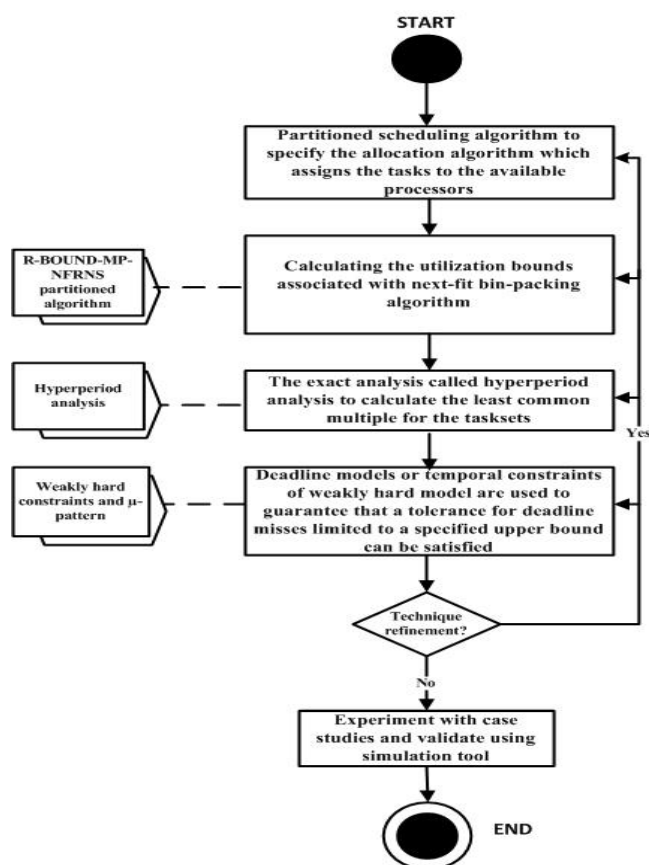 START
Partitioned scheduling algorithm to
specify the allocation algorithm which
assigns the tasks to the available
processors
R-BOUND-MP-
NFRNS
partitioned
algorithm
Calculating the utilization bounds
associated with next-fit bin-packing
algorithm
Hyperperiod
analysis
The exact analysis called hyperperiod
analysis to calculate the least common
multiple for the tasksets
Yes
Weakly hard
constraints and µ-
pattern
Deadline models or temporal constraints
of weakly hard model are used to
guarantee that a tolerance for deadline
misses limited to a specified upper bound
can be satisfied
Technique
refinement?
No
Experiment with case
studies and validate using
simulation tool
END